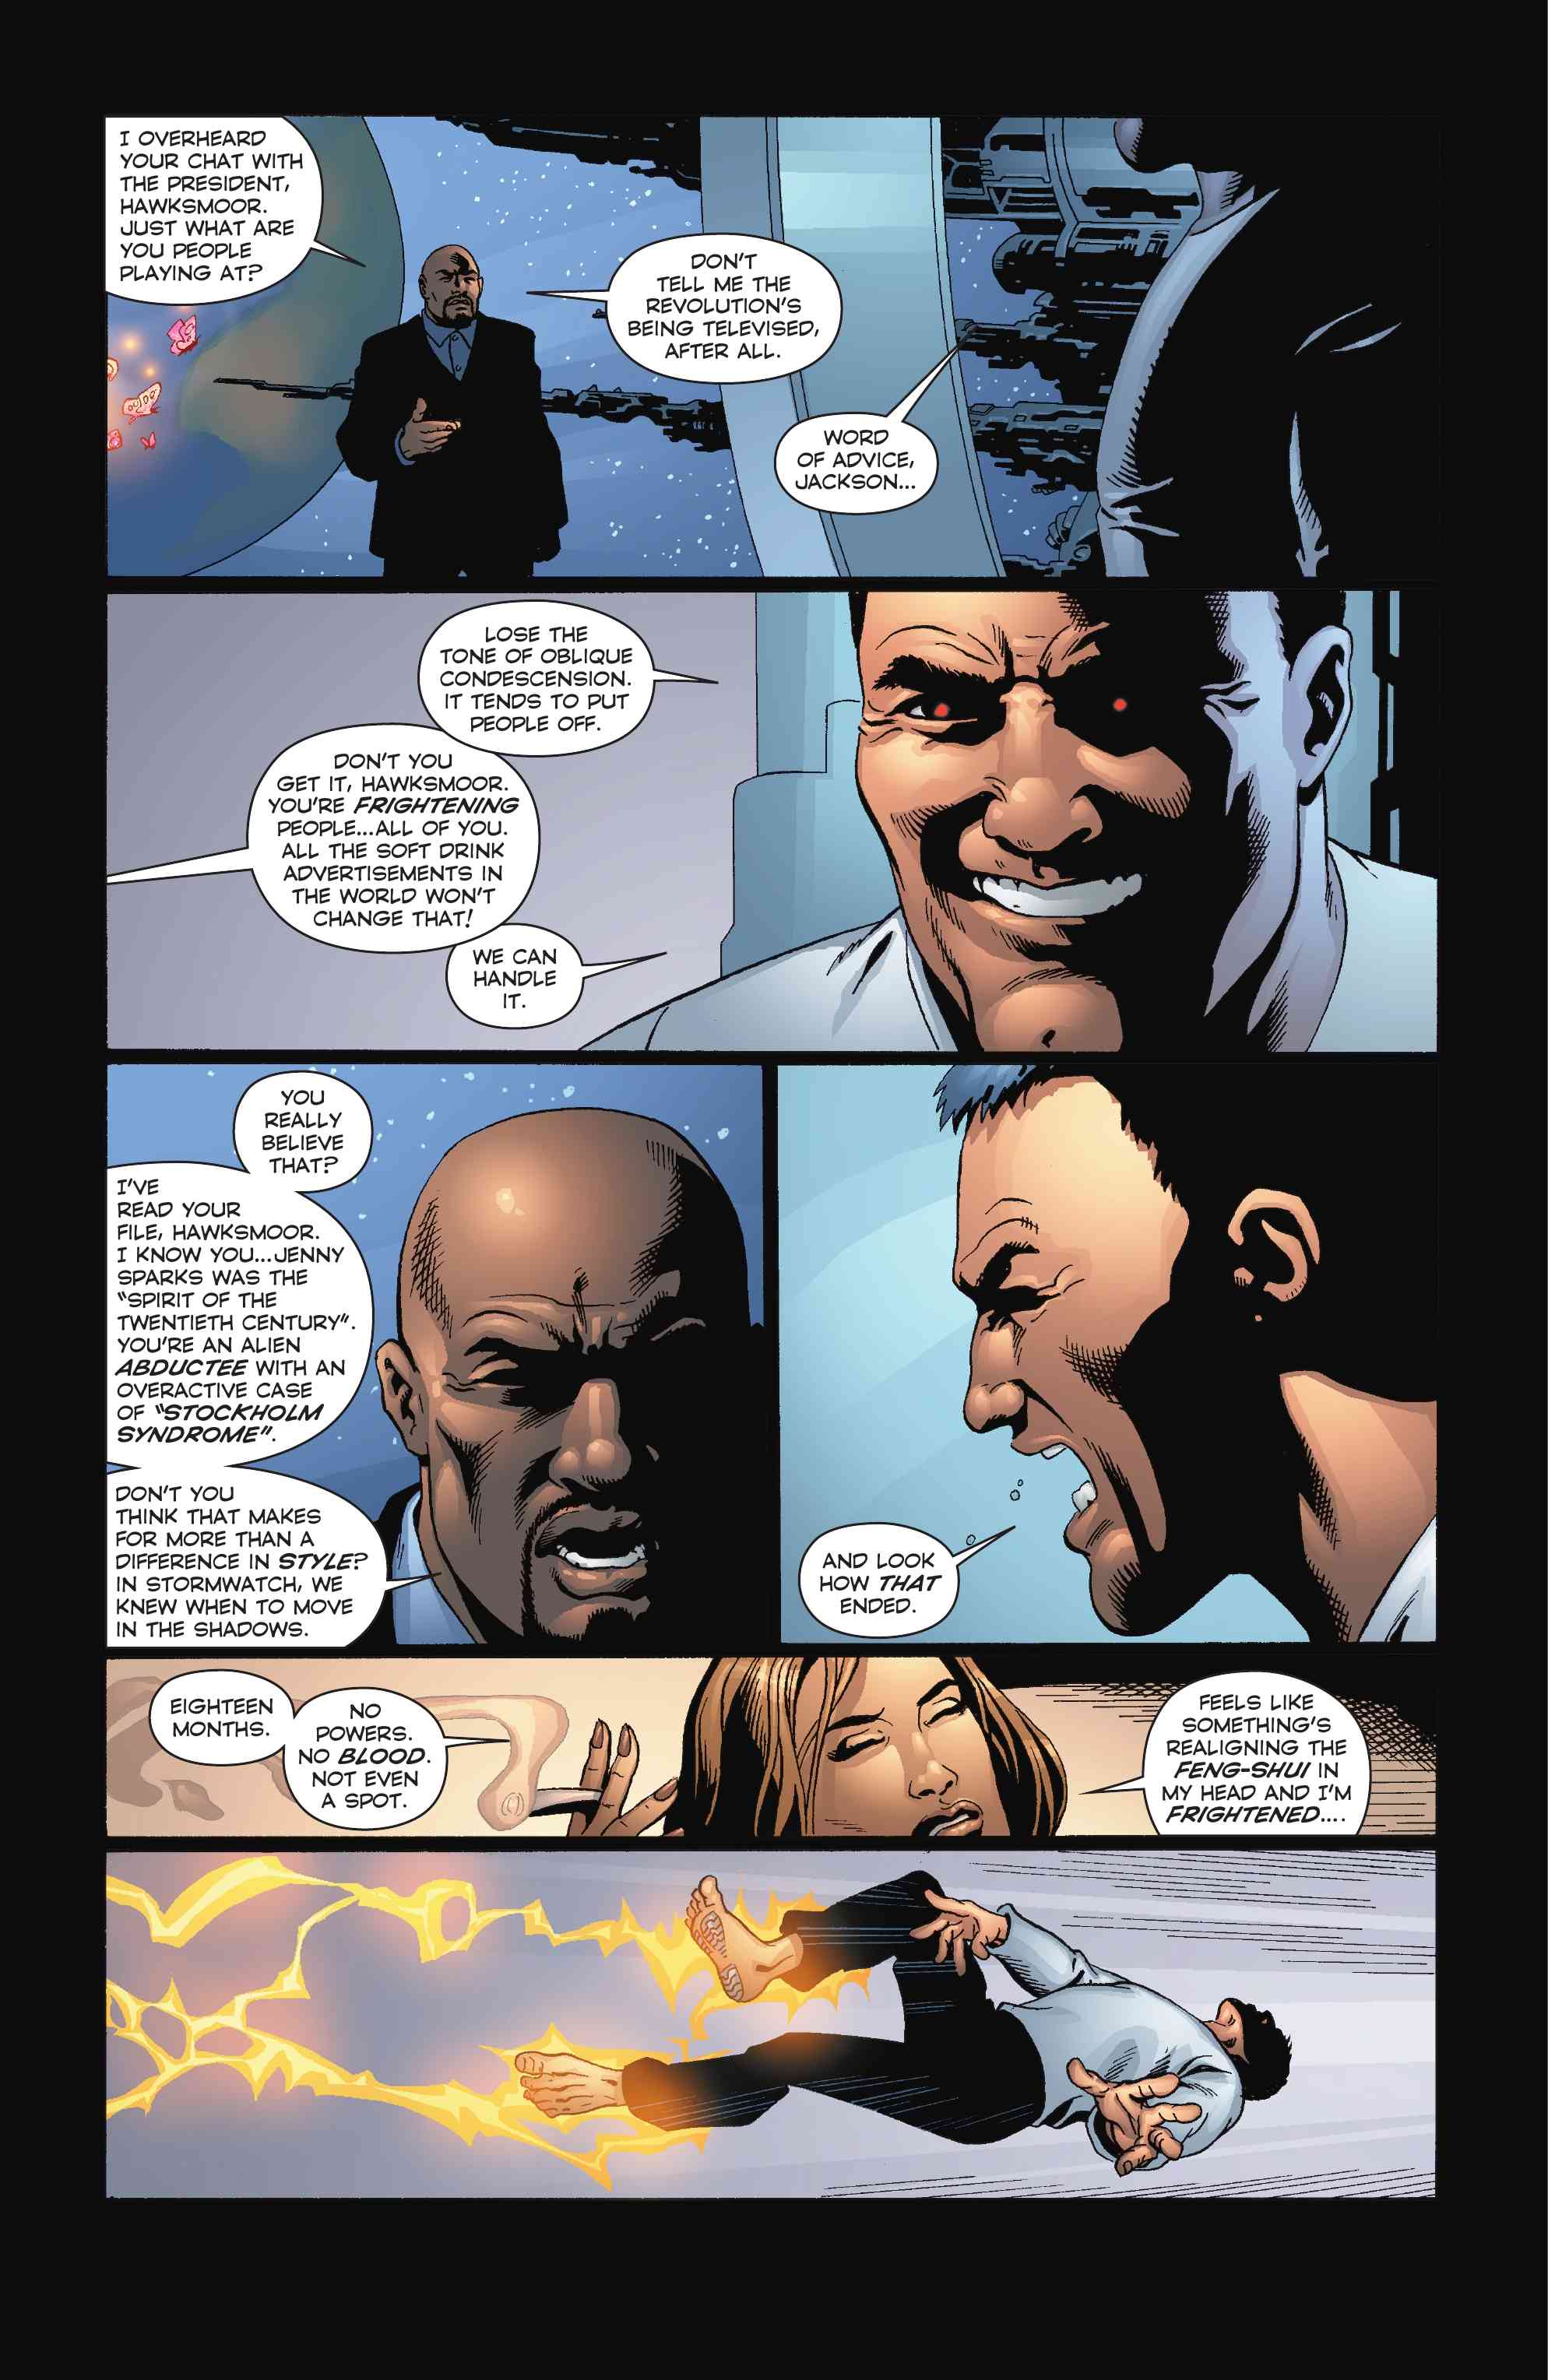 I OVERHEARD
YOUR CHAT WITH
THE PRESIDENT,
HAWKSMOOR.
JUST WHAT ARE
YOU PEOPLE
PLAYING AT?
DON'T
TELL ME THE
REVOLUTION'S
BEING TELEVISED,
AFTER ALL.
WORD
OF ADVICE,
JACKSON...
LOSE THE
TONE OF OBLIQUE
CONDESCENSION.
IT TENDS TO PUT
PEOPLE OFF.
DON'T YOU
GET IT, HAWKSMOOR.
YOU'RE FRIGHTENING
PEOPLE...ALL OF YOU.
ALL THE SOFT DRINK
ADVERTISEMENTS IN
THE WORLD WON'T
CHANGE THAT!
WE CAN
HANDLE
IT.
YOU
REALLY
BELIEVE
THAT?
I'VE
READ YOUR
FILE, HAWKSMOOR.
I KNOW YOU...JENNY
SPARKS WAS THE
"SPIRIT OF THE
TWENTIETH CENTURY".
YOU'RE AN ALIEN
ABDUCTEE WITH AN
OVERACTIVE CASE
OF "STOCKHOLM
SYNDROME".
DON'T YOU
THINK THAT MAKES
FOR MORE THAN A
DIFFERENCE IN STYLE?
IN STORMWATCH, WE
KNEW WHEN TO MOVE
IN THE SHADOWS.
AND LOOK
HOW THAT
ENDED.
EIGHTEEN
MONTHS.
NO
POWERS.
NO BLOOD.
NOT EVEN
A SPOT.
FEELS LIKE
SOMETHING'S
REALIGNING THE
FENG-SHUI IN
MY HEAD AND I'M
FRIGHTENED....